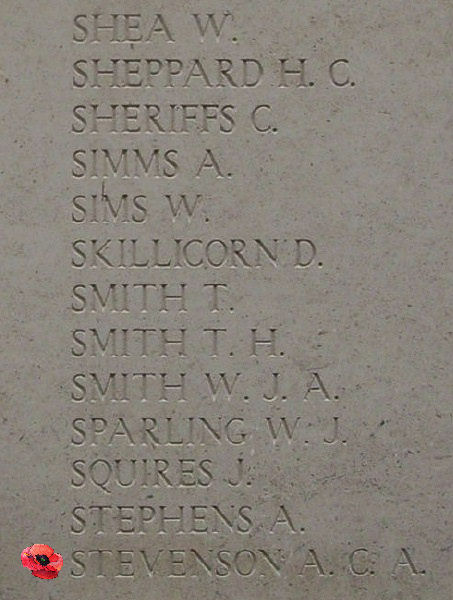 SHEA W.
SHEPPARD H. C.
SHERIFFS C.
SIMMS A.
SIMS W.
SKILLICORN D.
SMITH T.
SMITH T. H.
SMITH W. J. A.
SPARLING W. J.
SQUIRES J.
STEPHENS A.
STEVENSON A. C. A.